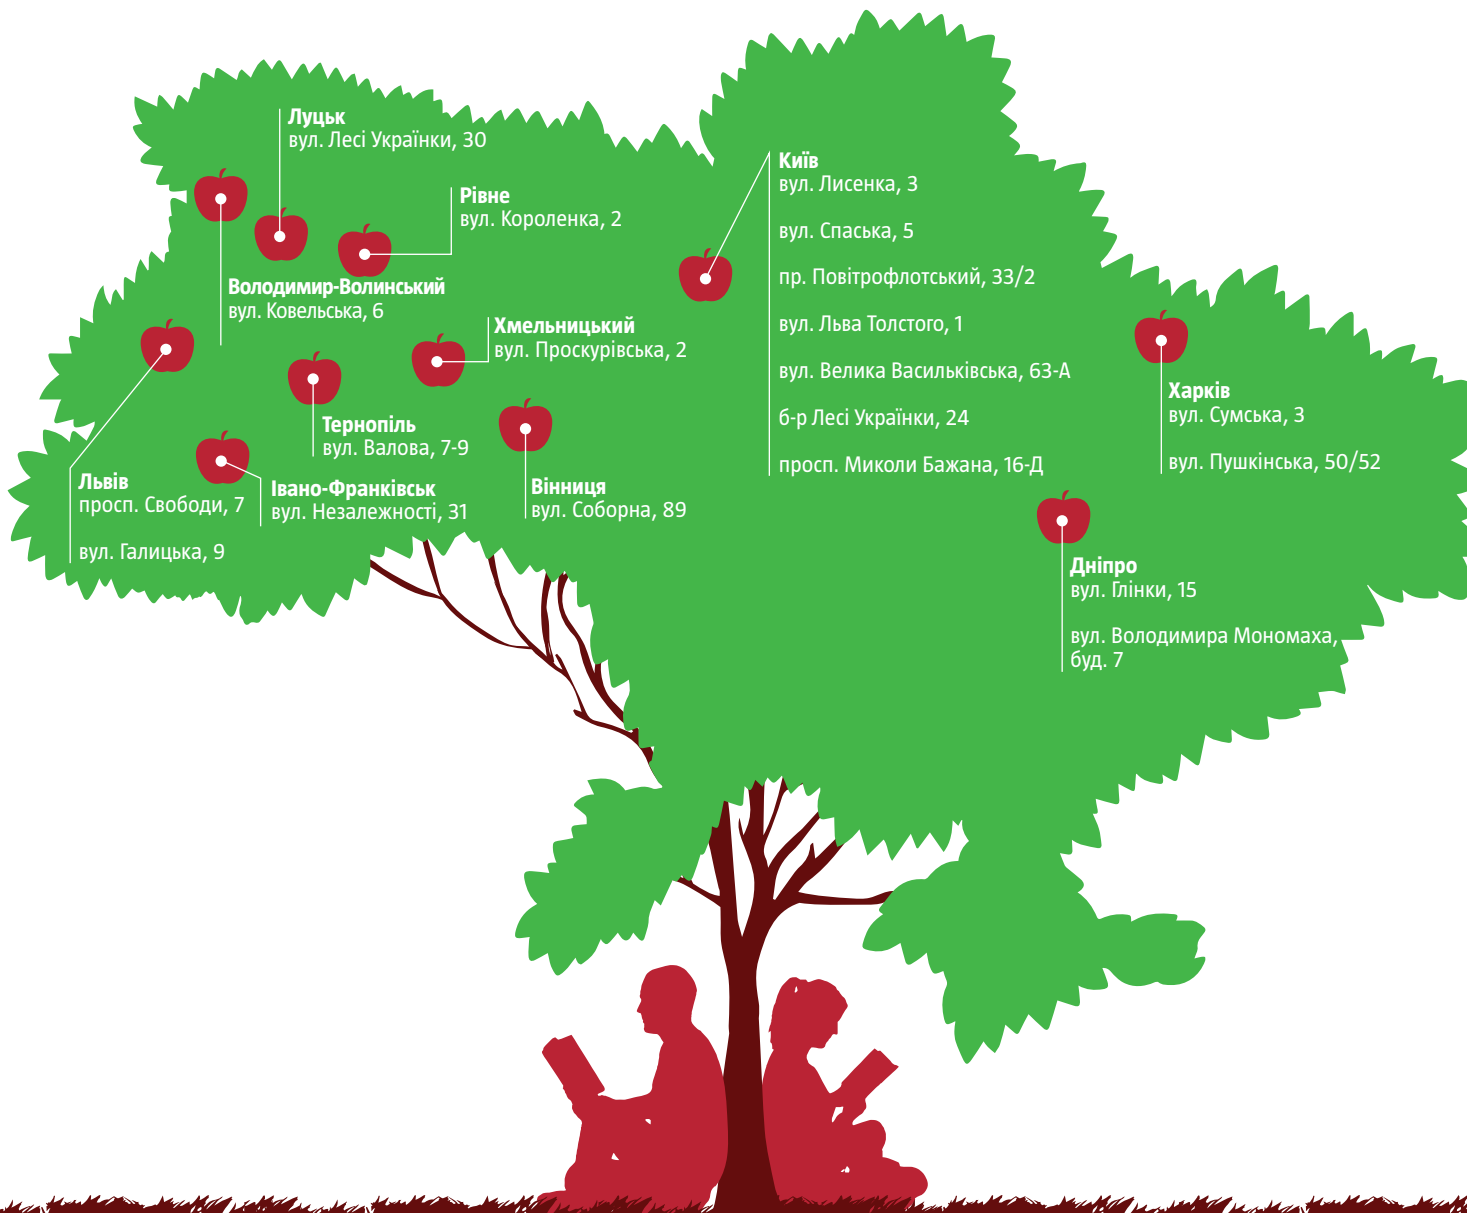 Луцьк
вул. Лесі Українки, 30
Рівне
вул. Короленка, 2
Володимир-Волинський
вул. Ковельська, 6
Хмельницький
вул. Проскурівська, 2
Тернопіль
вул. Валова, 7-9
Львів
просп. Свободи, 7
вул. Галицька, 9
Івано-Франківськ
вул. Незалежності, 31
Вінниця
вул. Соборна, 89
Київ
вул. Лисенка, 3
вул. Спаська, 5
пр. Повітрофлотський, 33/2
вул. Льва Толстого, 1
вул. Велика Васильківська, 63-А
б-р Лесі Українки, 24
просп. Миколи Бажана, 16-Д
Харків
вул. Сумська, 3
вул. Пушкінська, 50/52
Дніпро
вул. Глінки, 15
вул. Володимира Мономаха,
буд. 7